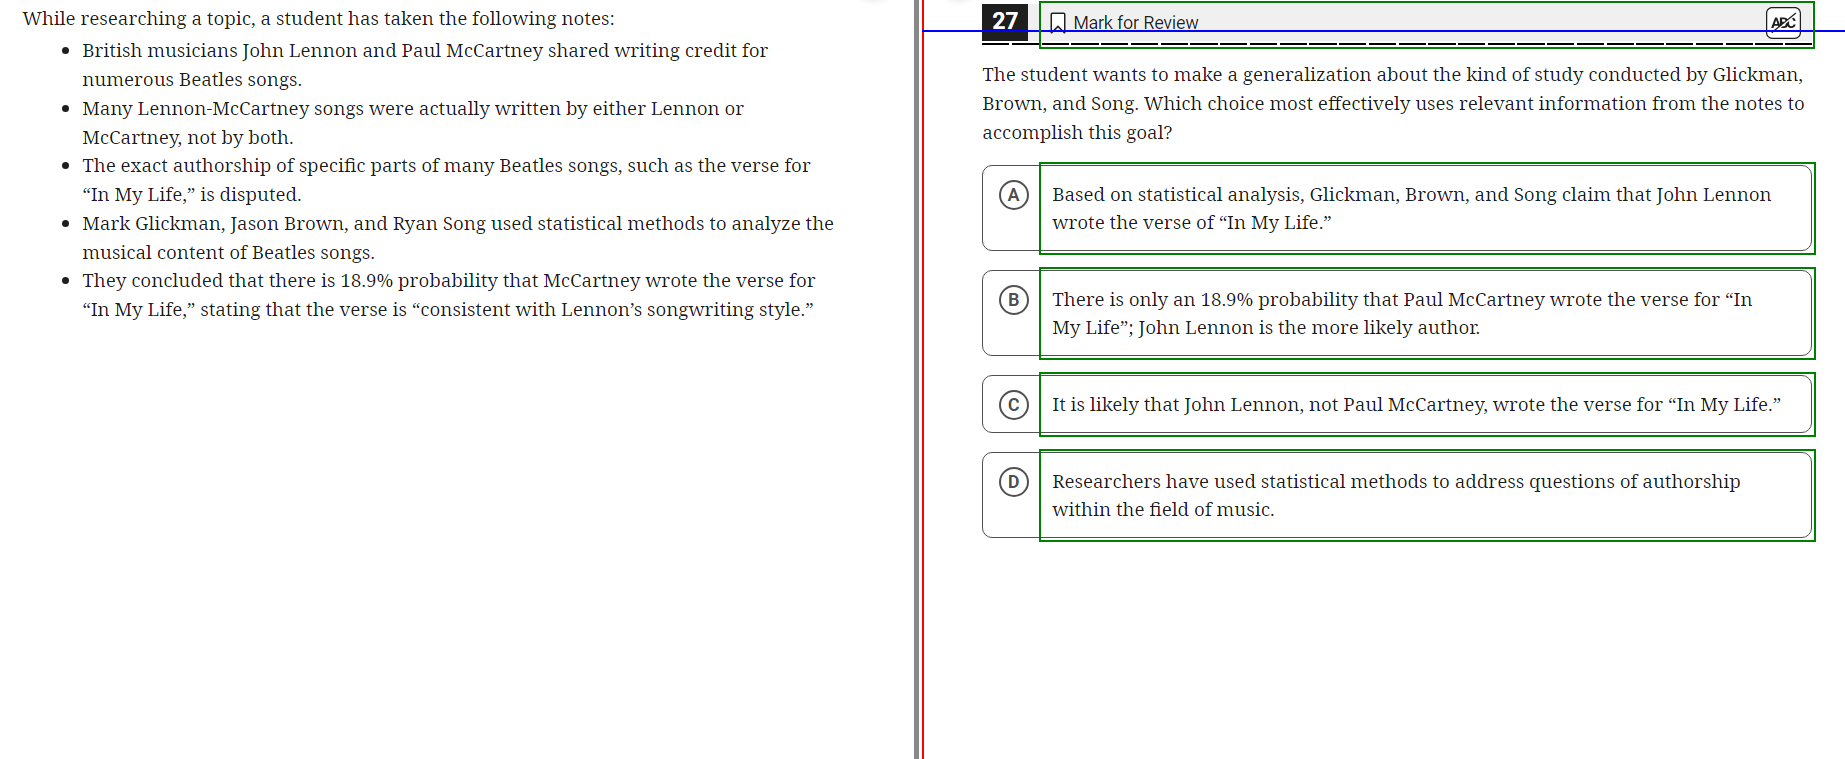 While researching a topic, a student has taken the following notes:
• British musicians John Lennon and Paul McCartney shared writing credit for
numerous Beatles songs.
• Many Lennon-McCartney songs were actually written by either Lennon or
McCartney, not by both.
• The exact authorship of specific parts of many Beatles songs, such as the verse for
“In My Life,” is disputed.
• Mark Glickman, Jason Brown, and Ryan Song used statistical methods to analyze the
musical content of Beatles songs.
• They concluded that there is 18.9% probability that McCartney wrote the verse for
“In My Life,” stating that the verse is “consistent with Lennon’s songwriting style.”
27 Mark for Review ABC
The student wants to make a generalization about the kind of study conducted by Glickman,
Brown, and Song. Which choice most effectively uses relevant information from the notes to
accomplish this goal?
A Based on statistical analysis, Glickman, Brown, and Song claim that John Lennon
wrote the verse of “In My Life.”
B There is only an 18.9% probability that Paul McCartney wrote the verse for “In
My Life”; John Lennon is the more likely author.
C It is likely that John Lennon, not Paul McCartney, wrote the verse for “In My Life.”
D Researchers have used statistical methods to address questions of authorship
within the field of music.